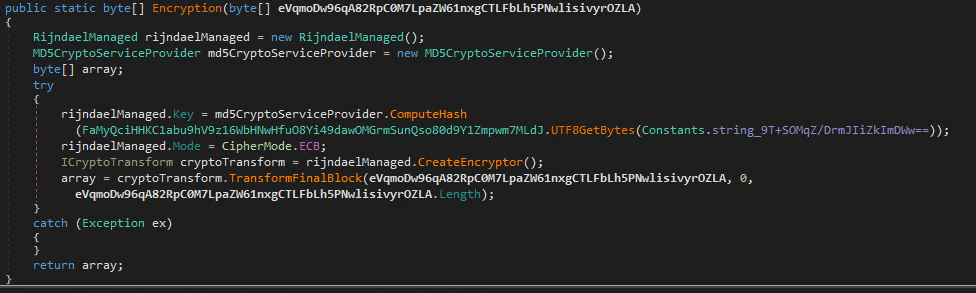 public static byte[] Encryption(byte[] eVqmoDw96qA82RpC0M7LpaZW61nxgCTLFbLh5PNwlisivyrOZLA)
{
RijndaelManaged rijndaelManaged = new RijndaelManaged();
MD5CryptoServiceProvider md5CryptoServiceProvider = new MD5CryptoServiceProvider();
byte[] array;
try
{
rijndaelManaged.Key = md5CryptoServiceProvider.ComputeHash
(FaMyQciHHKC1abu9hV9z16WbHNwHfuO8Yi49dawOMGrmSunQso80d9Y1Zmpwm7MLdJ.UTF8GetBytes(Constants.string_9T+SOMqZ/DrmJIiZkImDWw==));
rijndaelManaged.Mode = CipherMode.ECB;
ICryptoTransform cryptoTransform = rijndaelManaged.CreateEncryptor();
array = cryptoTransform.TransformFinalBlock(eVqmoDw96qA82RpC0M7LpaZW61nxgCTLFbLh5PNwlisivyrOZLA, 0,
eVqmoDw96qA82RpC0M7LpaZW61nxgCTLFbLh5PNwlisivyrOZLA.Length);
}
catch (Exception ex)
{
}
return array;
}